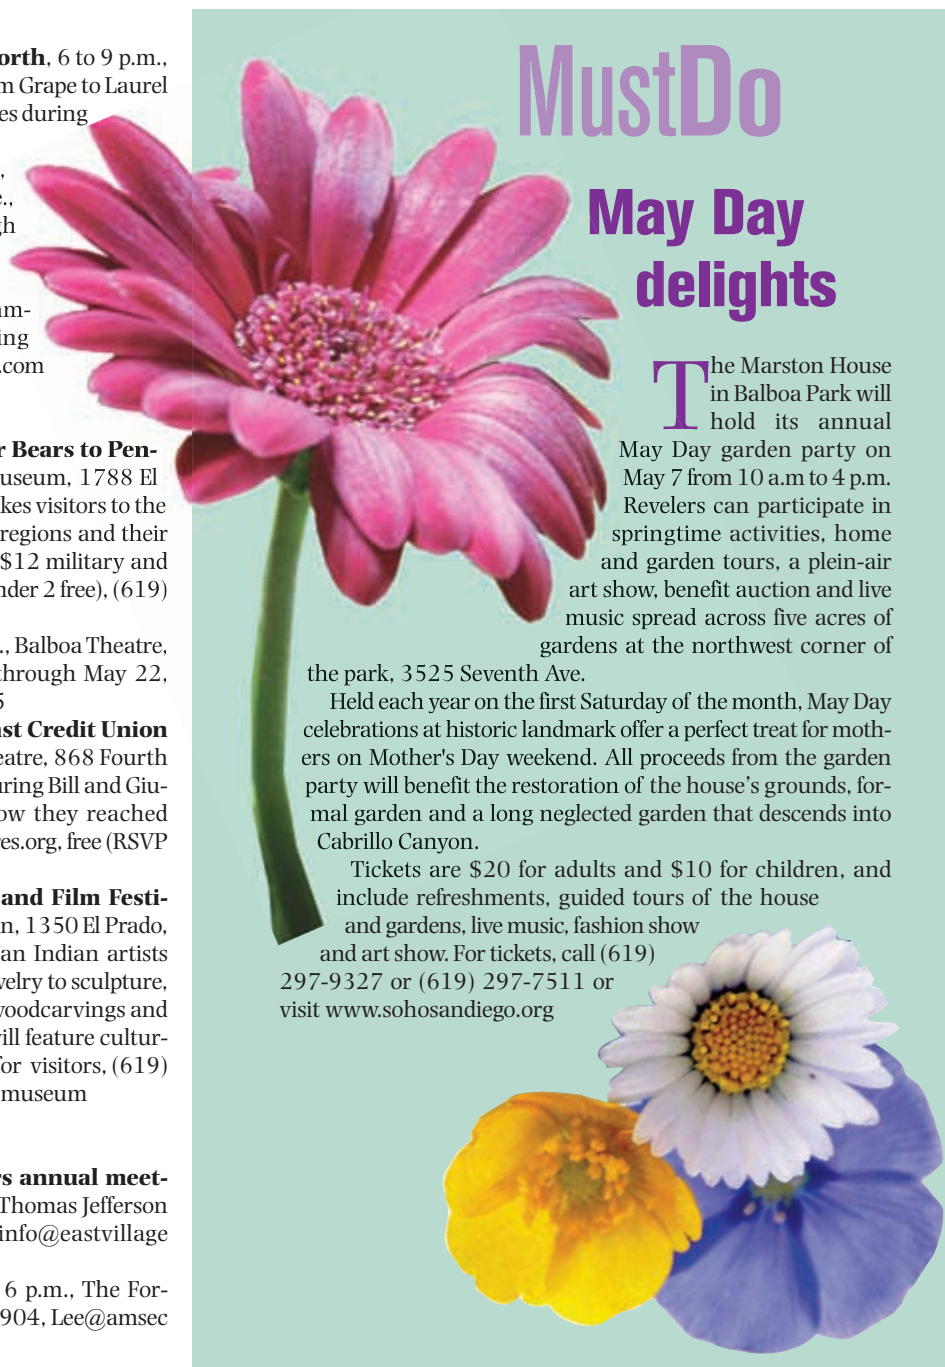 orth, 6 to 9 p.m.,
m Grape to Laurel
es during
,
e.,
gh
am-
ing
.com
r Bears to Pen-
useum, 1788 El
kes visitors to the
regions and their
$12 military and
nder 2 free), (619)
., Balboa Theatre,
through May 22,
5
nst Credit Union
eatre, 868 Fourth
uring Bill and Giu-
ow they reached
res.org, free (RSVP
and Film Festi-
n, 1350 El Prado,
an Indian artists
welry to sculpture,
woodcarvings and
will feature cultur-
for visitors, (619)
museum
rs annual meet-
Thomas Jefferson
info@eastvillage
6 p.m., The For-
904, Lee@amsec
MustDo
May Day
delights
The Marston House
in Balboa Park will
hold its annual
May Day garden party on
May 7 from 10 a.m to 4 p.m.
Revelers can participate in
springtime activities, home
and garden tours, a plein-air
art show, benefit auction and live
music spread across five acres of
gardens at the northwest corner of
the park, 3525 Seventh Ave.
Held each year on the first Saturday of the month, May Day
celebrations at historic landmark offer a perfect treat for moth-
ers on Mother's Day weekend. All proceeds from the garden
party will benefit the restoration of the house's grounds, for-
mal garden and a long neglected garden that descends into
Cabrillo Canyon.
Tickets are $20 for adults and $10 for children, and
include refreshments, guided tours of the house
and gardens, live music, fashion show
and art show. For tickets, call (619)
297-9327 or (619) 297-7511 or
visit www.sohosandiego.org